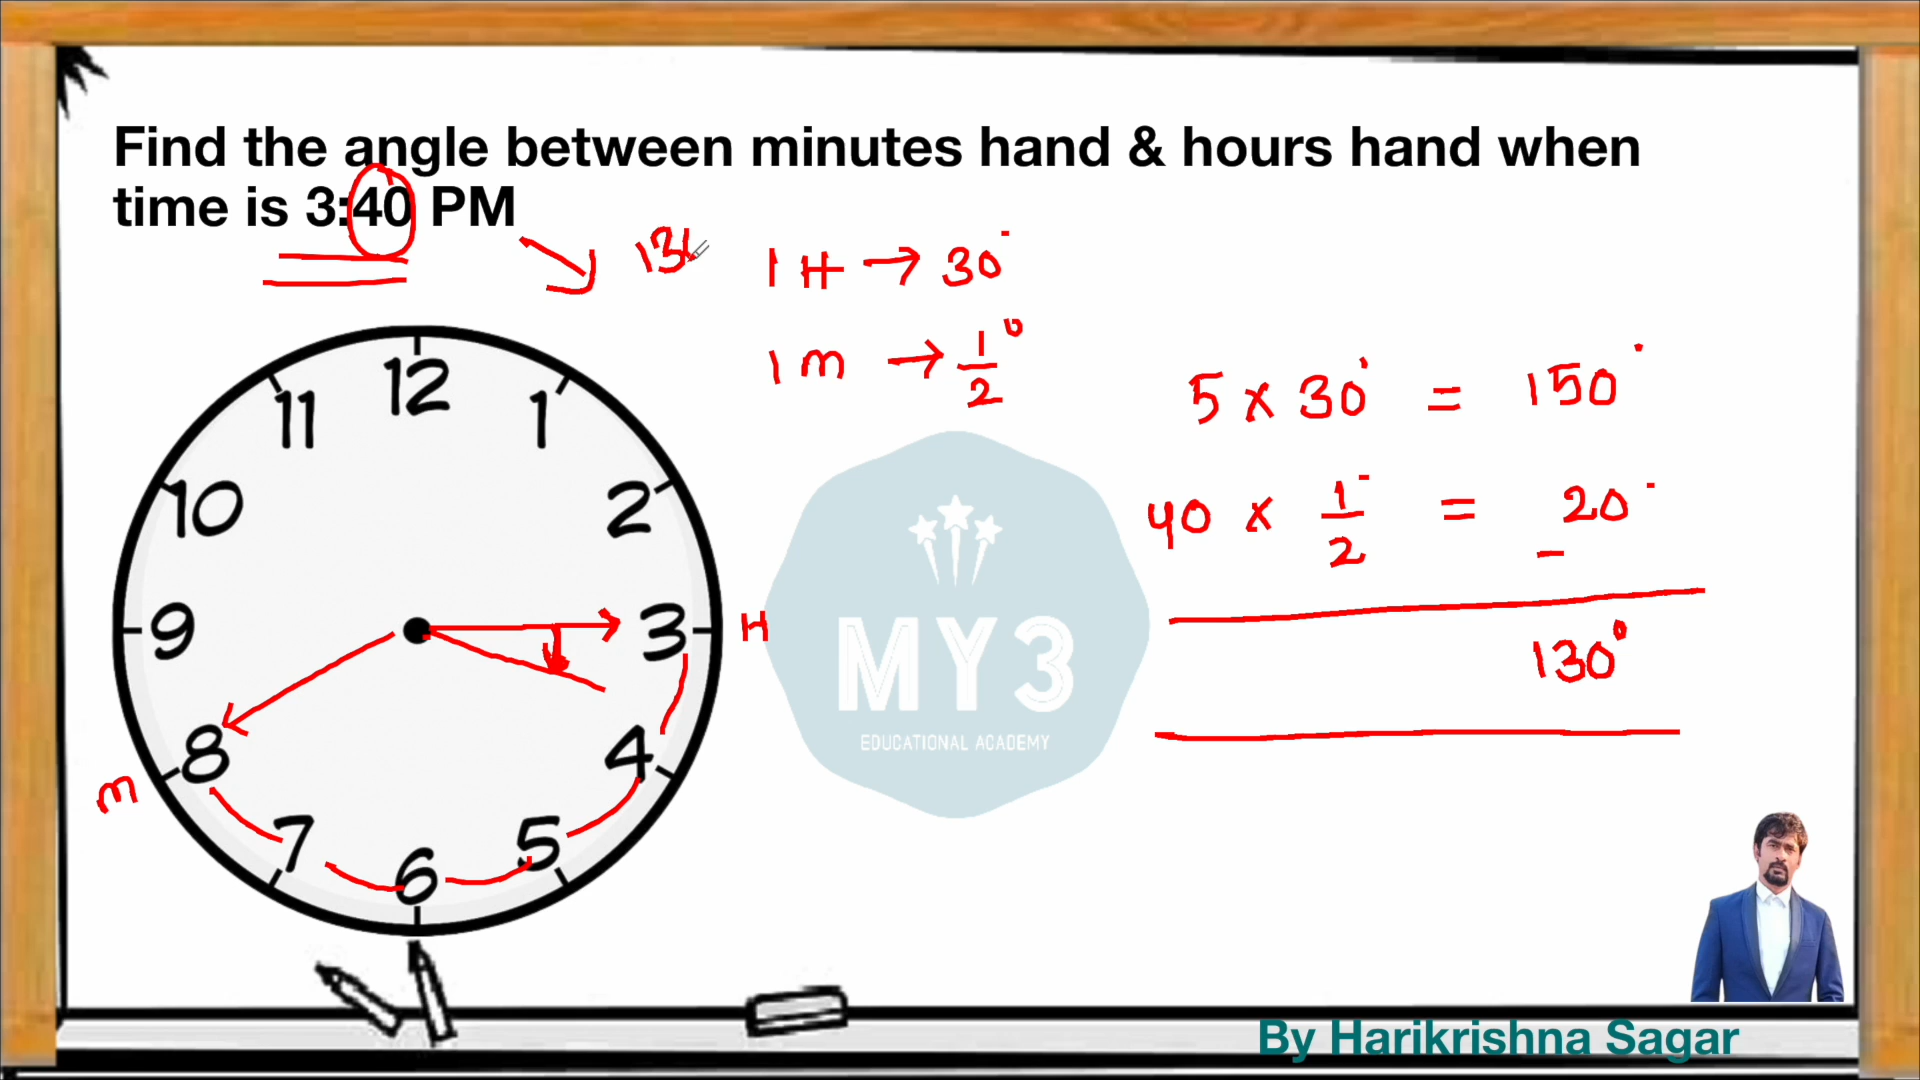 Find the angle between minutes hand & hours hand when
time is 3:40 PM
1 H → 30°
1 m → 1/2°
5 × 30° = 150°
40 × 1/2° = 20°
-
130°
12
11
1
10
2
9
3
H
8
4
m
7
5
6
MY3
EDUCATIONAL ACADEMY
By Harikrishna Sagar